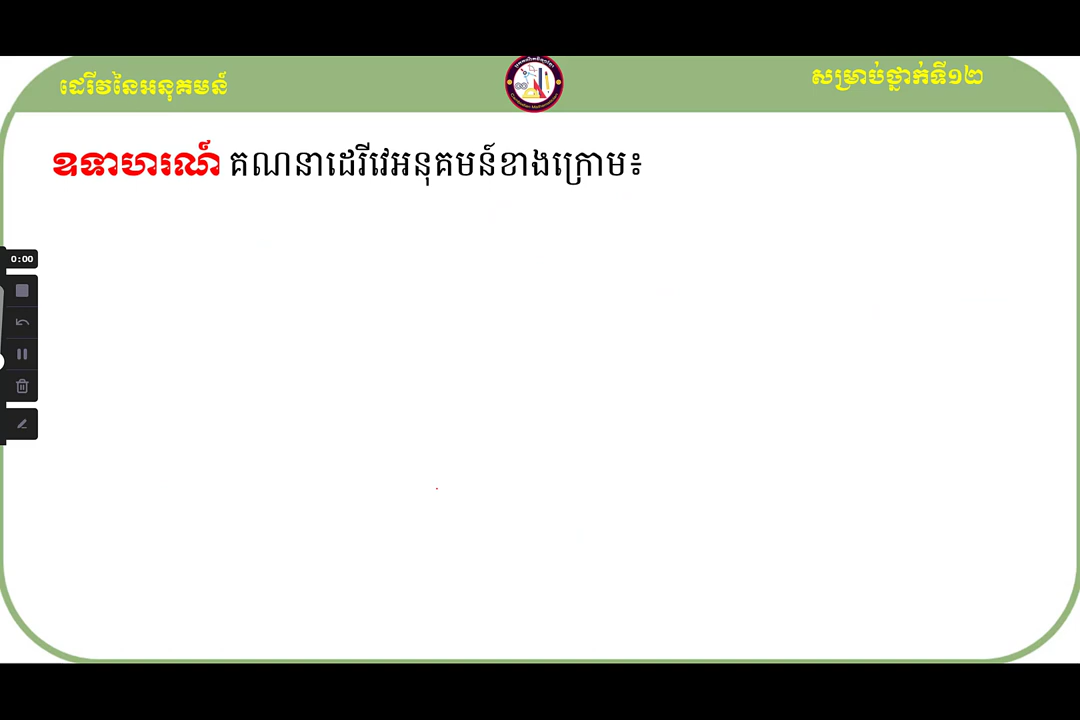 ដេរីវេនៃអនុគមន៍
សម្រាប់ថ្នាក់ទី១២
ឧទាហរណ៍ គណនាដេរីវេអនុគមន៍ខាងក្រោម៖
0:00